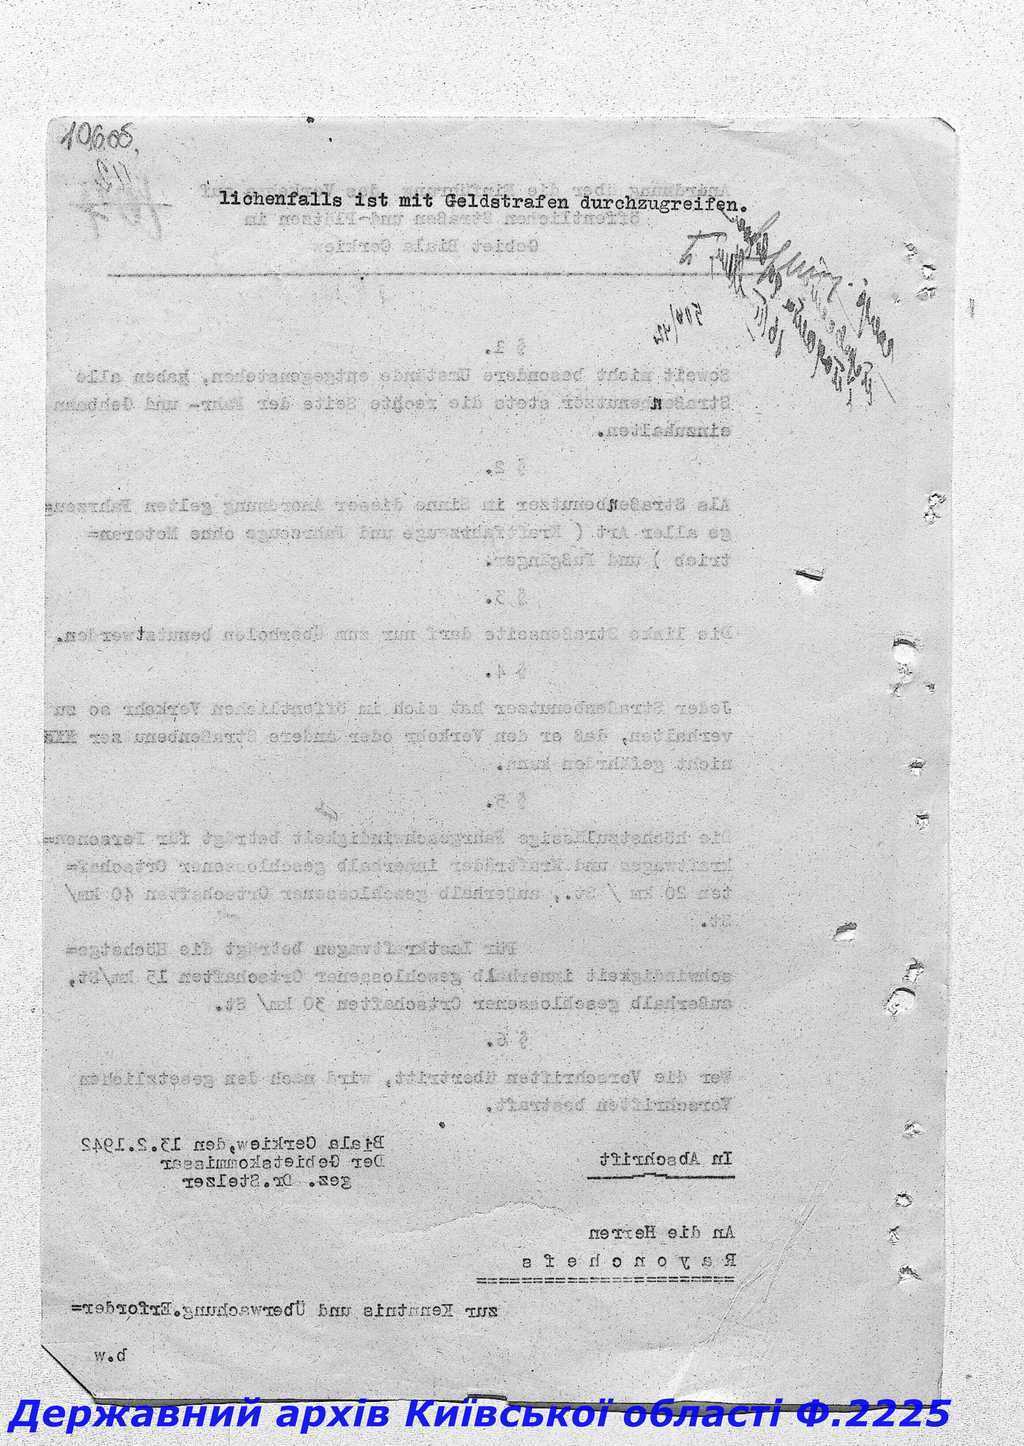 lichenfalls ist mit Geldstrafen durchzugreifen.
Anordnung über die Einführung des Verkehrs auf
öffentlichen Straßen und Plätzen im
Gebiet Biala Cerkiew
506/42
§ 1.
Soweit nicht besondere Umstände entgegenstehen, haben alle
Straßenbenutzer stets die rechte Seite der Fahr- und Gehbahn
einzuhalten.
§ 2.
Als Straßenbenutzer im Sinne dieser Anordnung gelten Fahrzeu=
ge aller Art ( Kraftfahrzeuge und Fahrzeuge ohne Motoran=
trieb ) und Fußgänger.
§ 3.
Die linke Straßenseite darf nur zum Überholen benutzt werden.
§ 4.
Jeder Straßenbenutzer hat sich im öffentlichen Verkehr so zu
verhalten, daß er den Verkehr oder andere Straßenbenu zer
nicht gefährden kann.
§ 5.
Die höchstzulässige Fahrgeschwindigkeit beträgt für Personen=
kraftwagen und Krafträder innerhalb geschlossener Ortschaf=
ten 20 km / St., außerhalb geschlossener Ortschaften 40 km/
St.
Für Lastkraftwagen beträgt die Höchstge=
schwindigkeit innerhalb geschlossener Ortschaften 15 km/St,
außerhalb geschlossener Ortschaften 30 km/ St.
§ 6.
Wer die Vorschriften übertritt, wird nach den gesetzlichen
Vorschriften bestraft.
Biala Cerkiew,den 13.2.1942
Der Gebietskommissar
gez. Dr.Stelzer
In Abschrift
An die Herren
R a y o n c h e f s
zur Kenntnis und Überwachung.Erforder=
b.w
Державний архів Київської області Ф.2225